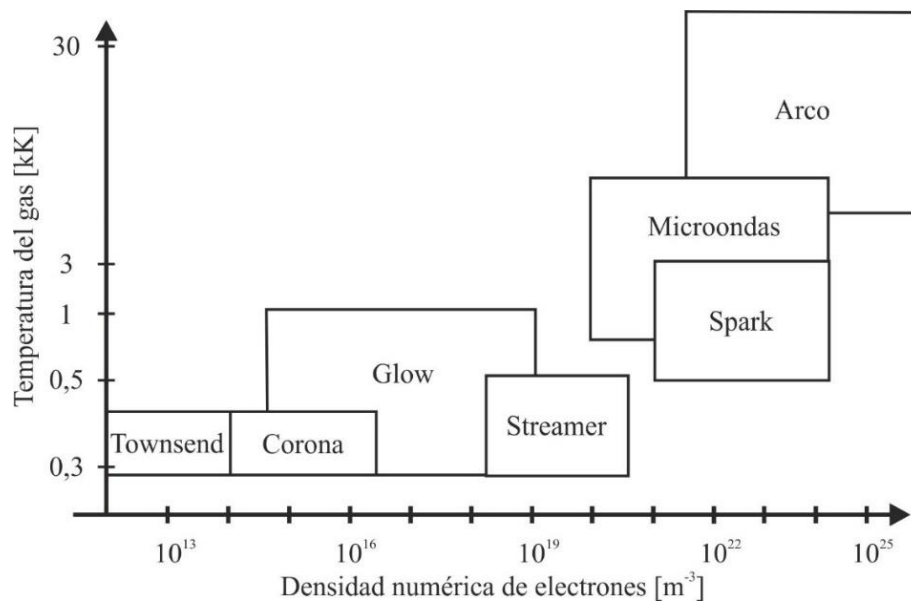 30
Arco
Microondas
3
Spark
1
Glow
0,5
Streamer
Townsend
Corona
0,3
10¹³
10¹⁶
10¹⁹
10²²
10²⁵
Temperatura del gas [kK]
Densidad numérica de electrones [m⁻³]